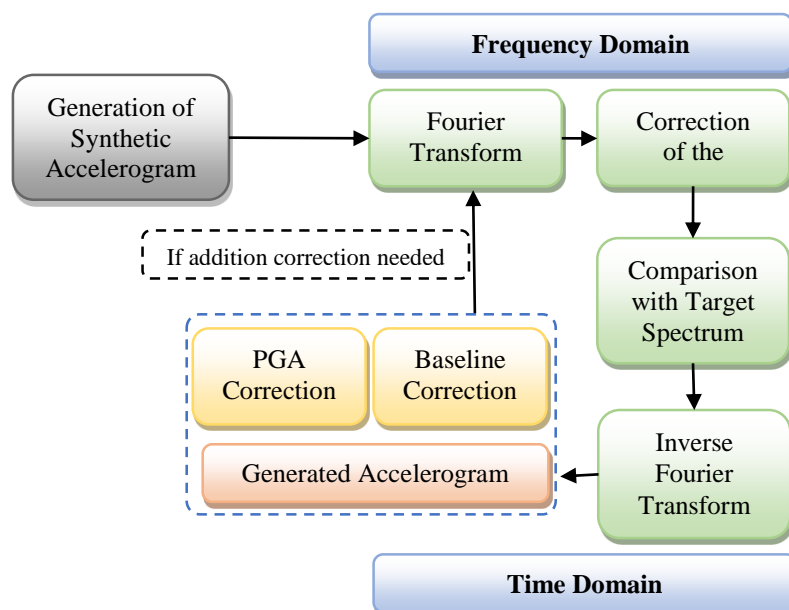 Frequency Domain
Generation of
Synthetic
Accelerogram
Fourier
Transform
Correction
of the
If addition correction needed
Comparison
with Target
Spectrum
PGA
Correction
Baseline
Correction
Generated Accelerogram
Inverse
Fourier
Transform
Time Domain